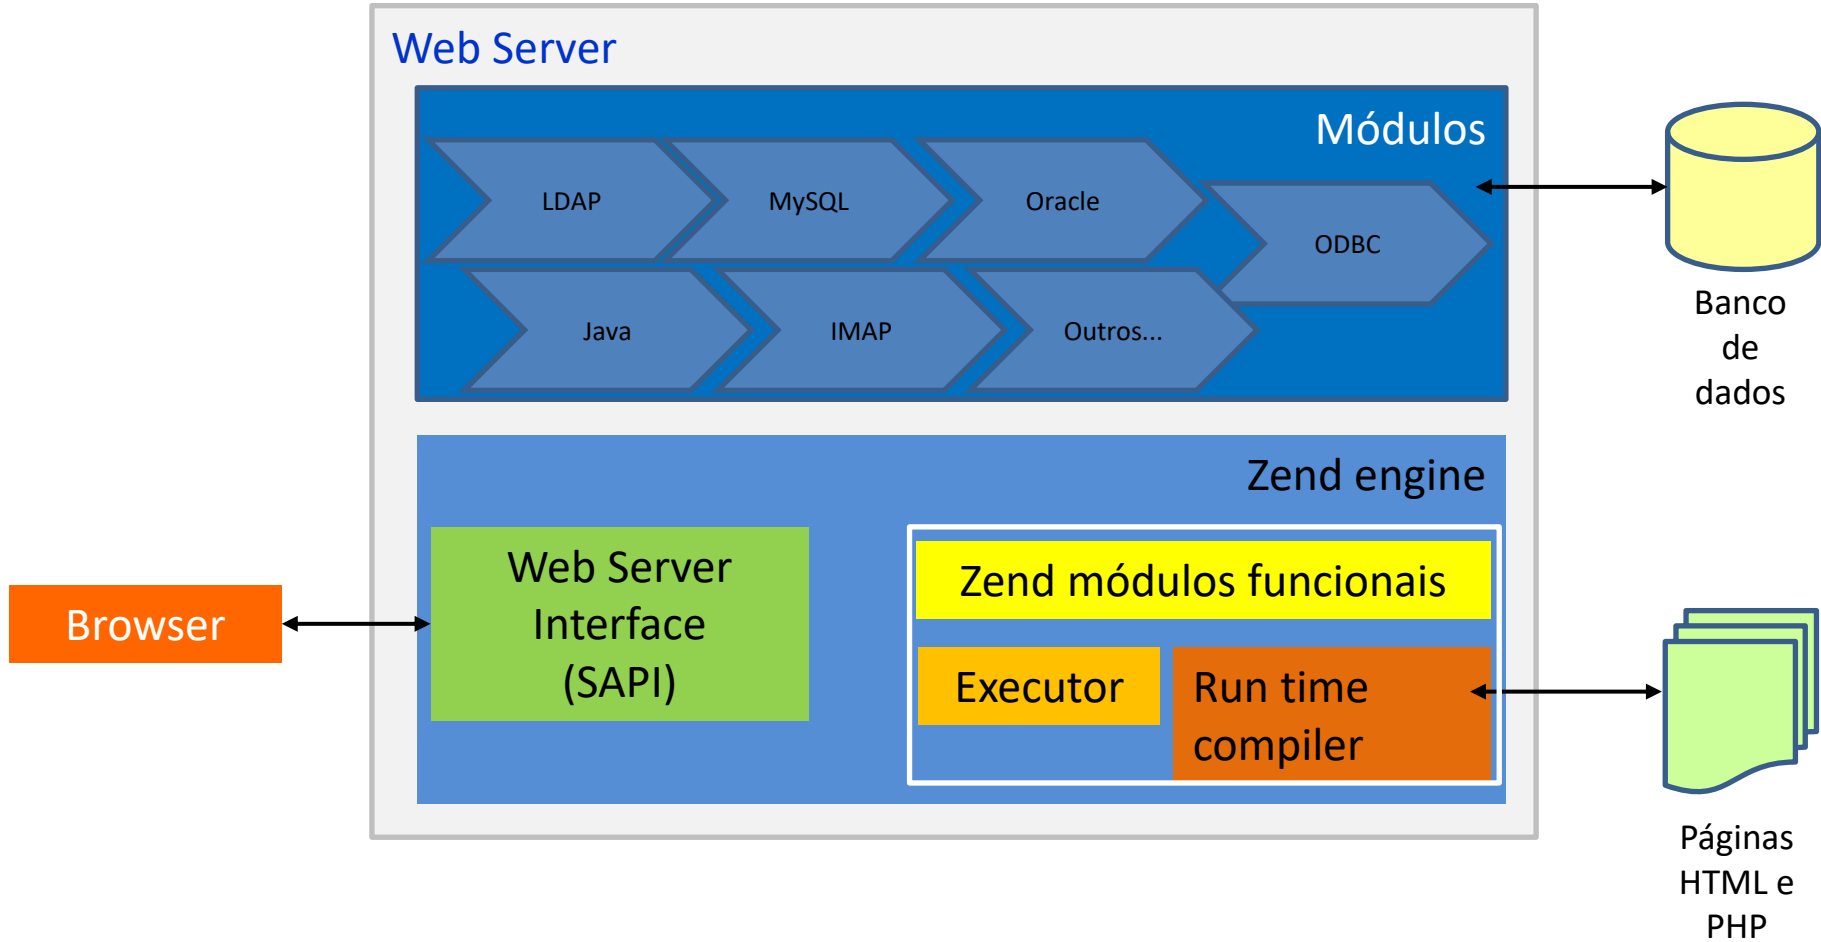 Web Server
Módulos
LDAP
MySQL
Oracle
ODBC
Java
IMAP
Outros...
Banco
de
dados
Zend engine
Web Server
Interface
(SAPI)
Zend módulos funcionais
Browser
Executor
Run time
compiler
Páginas
HTML e
PHP